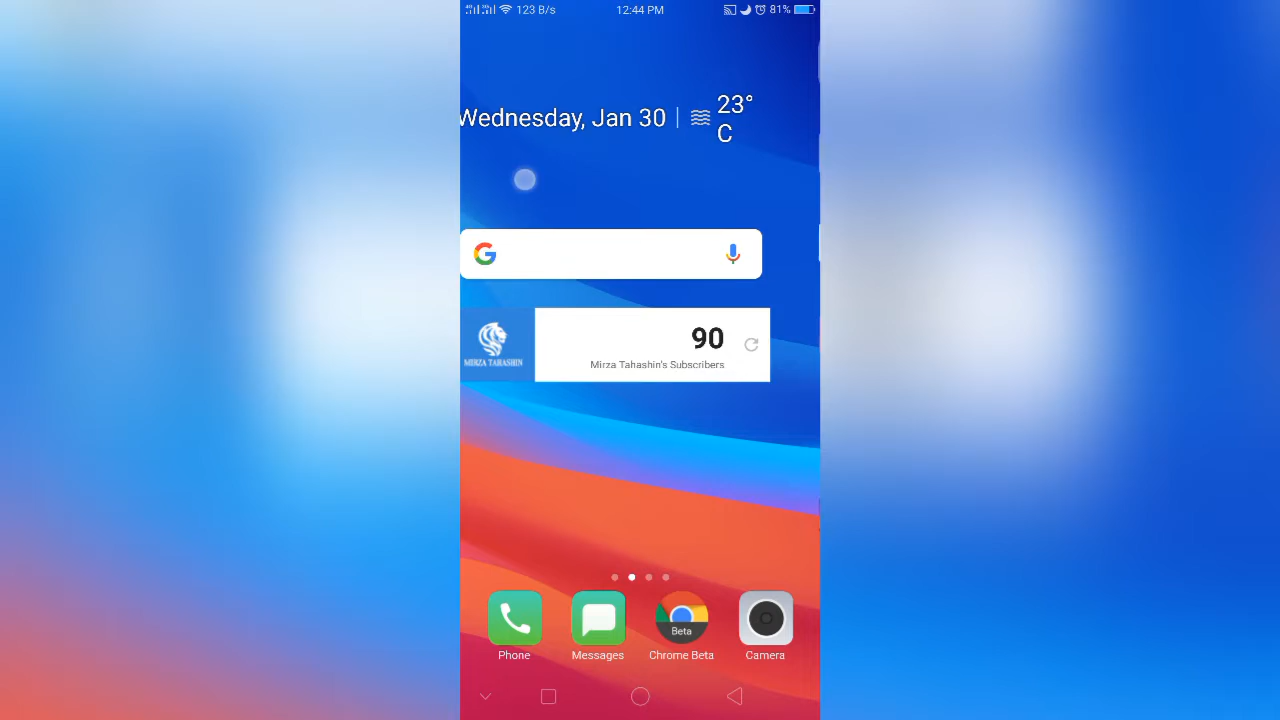 123 B/s
12:44 PM
81%
Wednesday, Jan 30
23°
C
90
MIRZA TAHASHIN
Mirza Tahashin's Subscribers
Beta
Phone
Messages
Chrome Beta
Camera